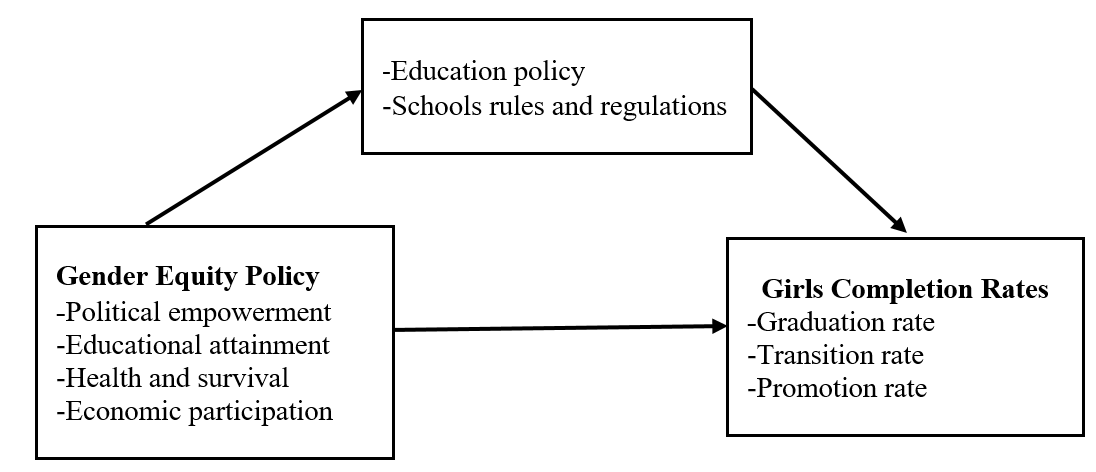 -Education policy
-Schools rules and regulations
Gender Equity Policy
-Political empowerment
-Educational attainment
-Health and survival
-Economic participation
Girls Completion Rates
-Graduation rate
-Transition rate
-Promotion rate